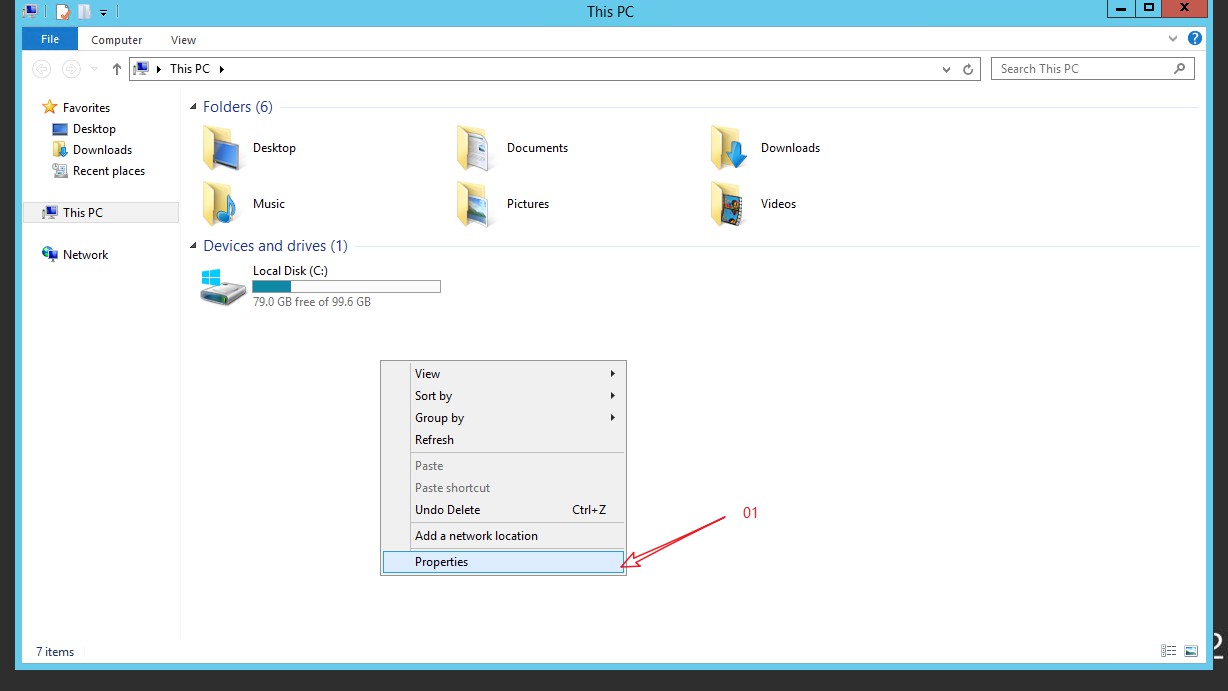 This PC
File Computer View
This PC
Search This PC
Favorites
Desktop
Downloads
Recent places
This PC
Network
Folders (6)
Desktop Documents Downloads
Music Pictures Videos
Devices and drives (1)
Local Disk (C:)
79.0 GB free of 99.6 GB
View
Sort by
Group by
Refresh
Paste
Paste shortcut
Undo Delete Ctrl+Z
Add a network location
Properties
01
7 items
2